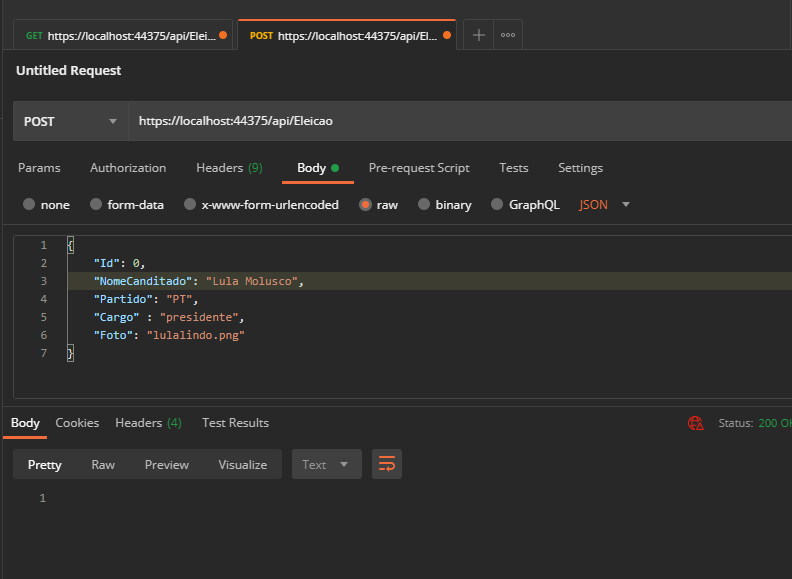 GET https://localhost:44375/api/Elei...
POST https://localhost:44375/api/El...
Untitled Request
POST https://localhost:44375/api/Eleicao
Params Authorization Headers (9) Body Pre-request Script Tests Settings
none form-data x-www-form-urlencoded raw binary GraphQL JSON
1 {
2 "Id": 0,
3 "NomeCanditado": "Lula Molusco",
4 "Partido": "PT",
5 "Cargo" : "presidente",
6 "Foto": "lulalindo.png"
7 }
Body Cookies Headers (4) Test Results Status: 200 OK
Pretty Raw Preview Visualize Text
1